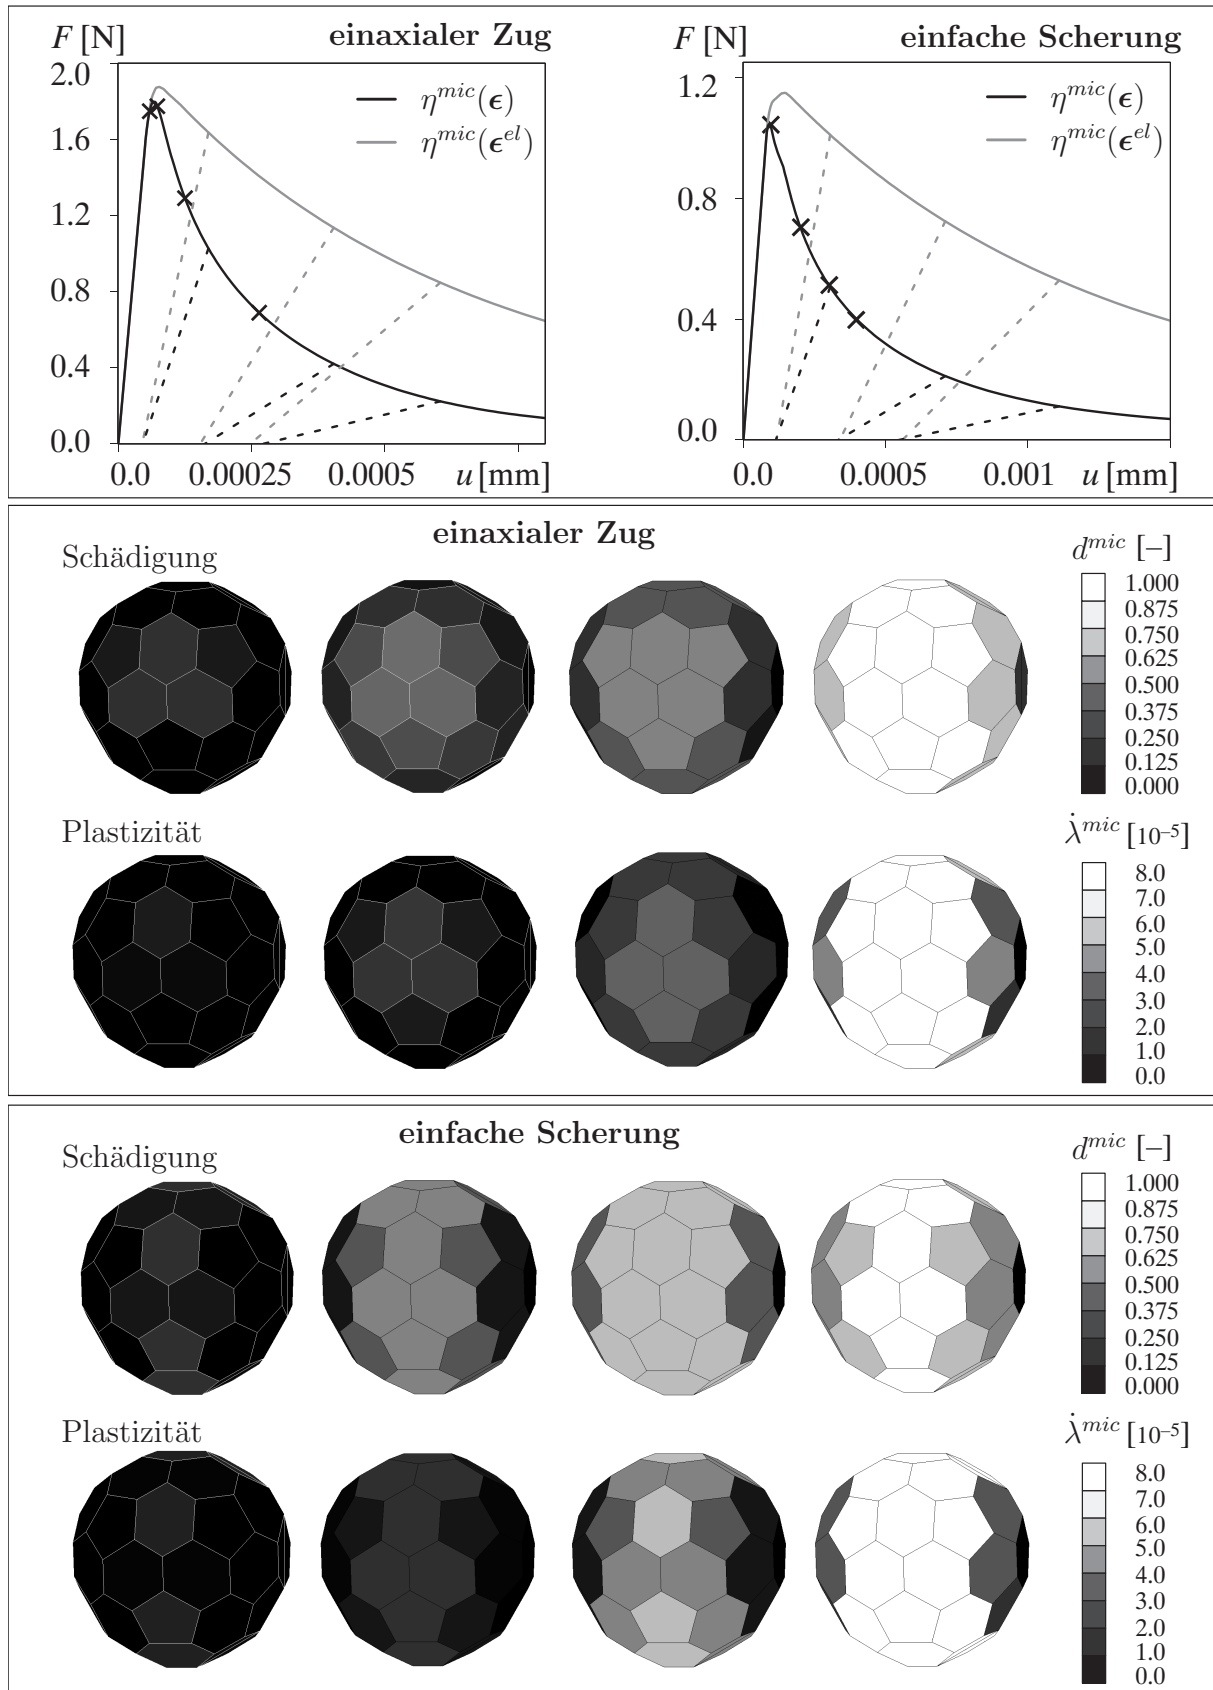 F [N]
einaxialer Zug
2.0
1.6
1.2
0.8
0.4
0.0
η^mic(ϵ)
η^mic(ϵ^el)
0.0 0.00025 0.0005 u [mm]
F [N]
einfache Scherung
1.2
0.8
0.4
0.0
η^mic(ϵ)
η^mic(ϵ^el)
0.0 0.0005 0.001 u [mm]
einaxialer Zug
Schädigung
d^mic [–]
1.000
0.875
0.750
0.625
0.500
0.375
0.250
0.125
0.000
Plastizität
λ̇^mic [10⁻⁵]
8.0
7.0
6.0
5.0
4.0
3.0
2.0
1.0
0.0
einfache Scherung
Schädigung
d^mic [–]
1.000
0.875
0.750
0.625
0.500
0.375
0.250
0.125
0.000
Plastizität
λ̇^mic [10⁻⁵]
8.0
7.0
6.0
5.0
4.0
3.0
2.0
1.0
0.0